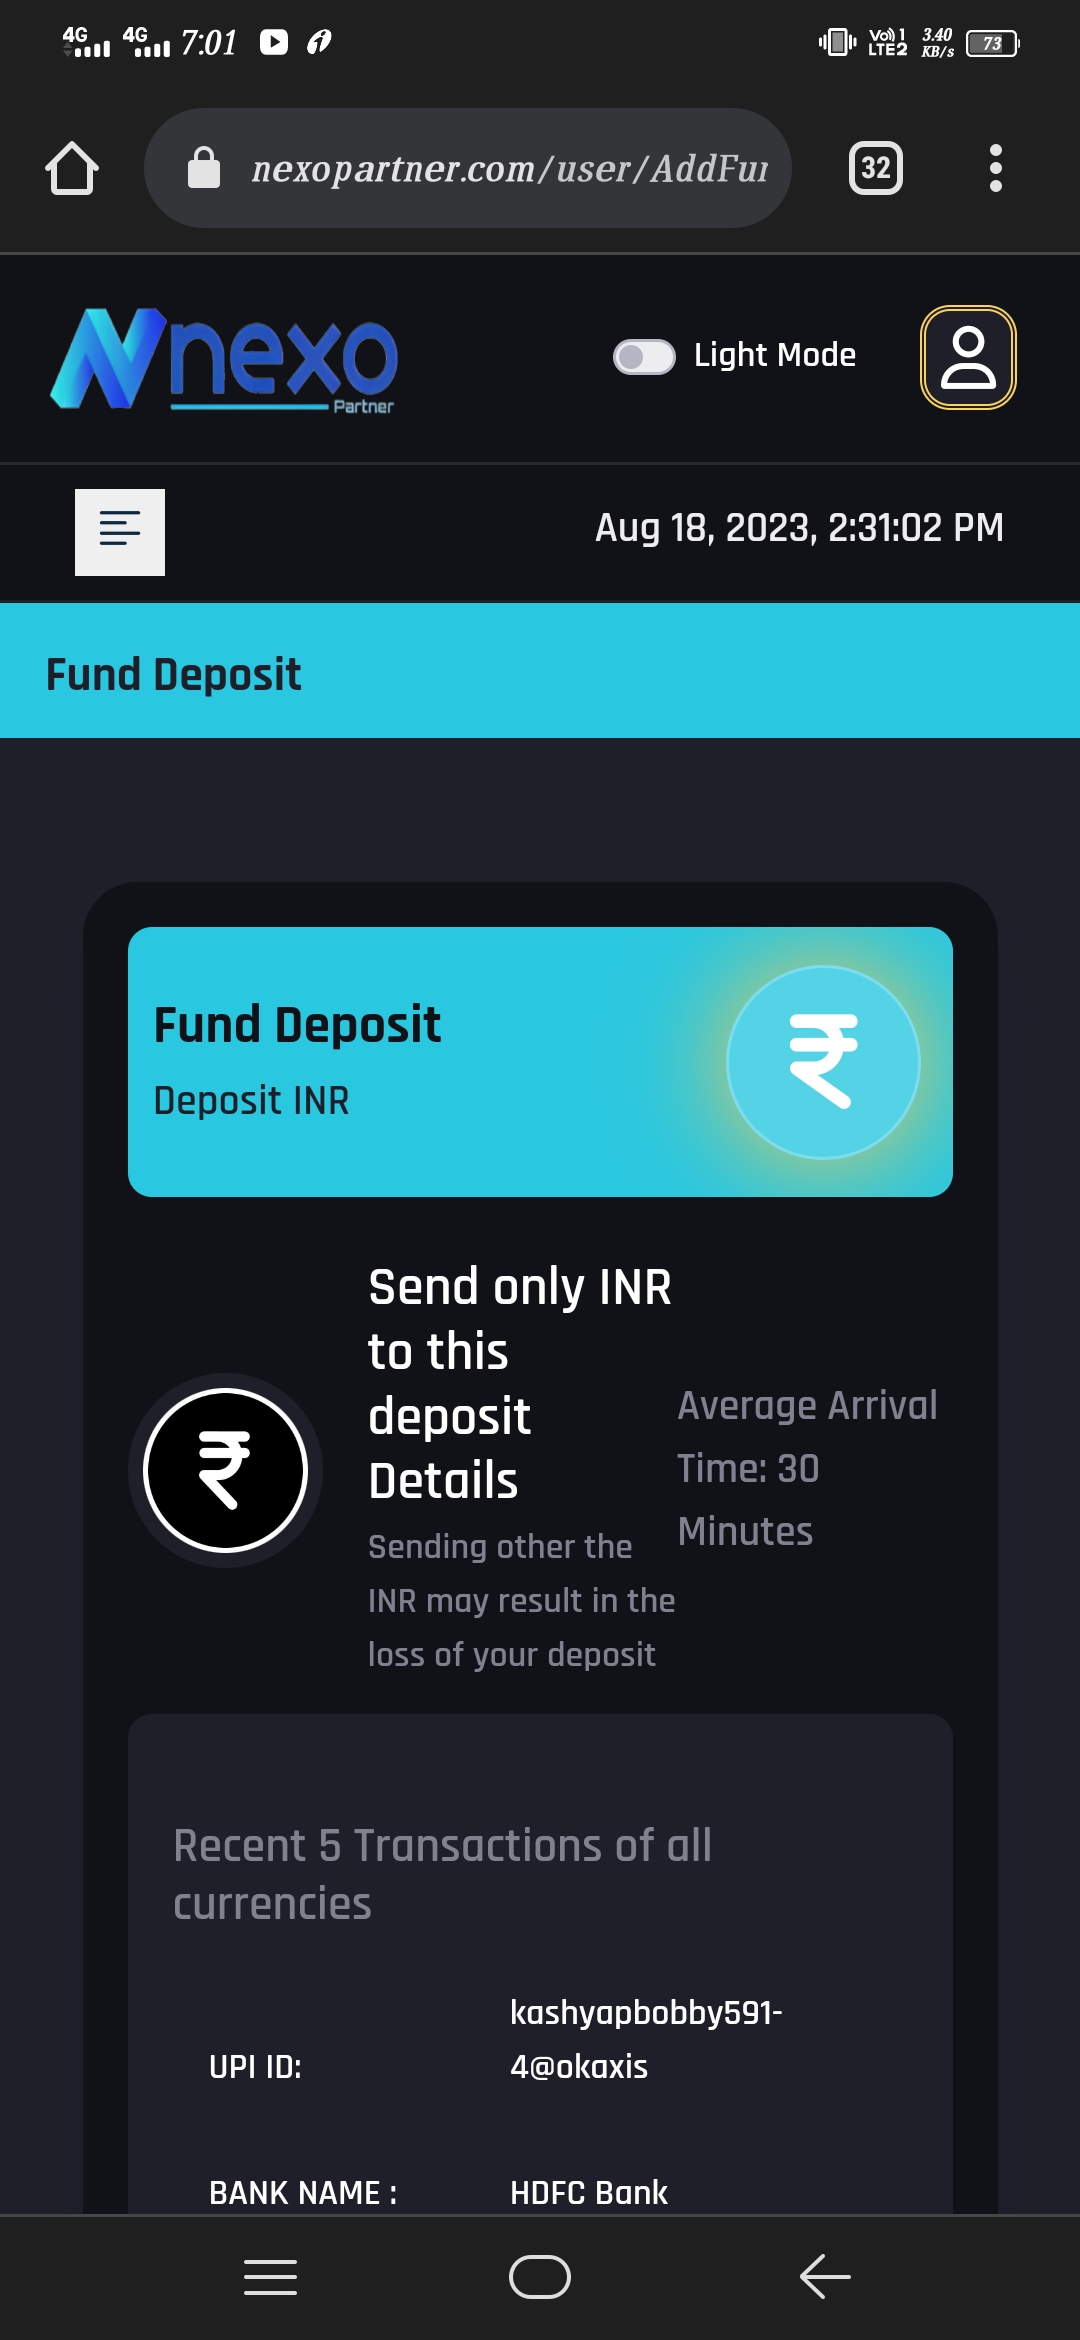 4G 4G 7:01 Vo) 1 LTE2 3.40 KB/s 73
nexopartner.com/user/AddFu
32
nexo
Partner
Light Mode
Aug 18, 2023, 2:31:02 PM
Fund Deposit
Fund Deposit
Deposit INR
Send only INR
to this
deposit
Details
Sending other the
INR may result in the
loss of your deposit
Average Arrival
Time: 30
Minutes
Recent 5 Transactions of all
currencies
UPI ID:
kashyapbobby591-
4@okaxis
BANK NAME :
HDFC Bank